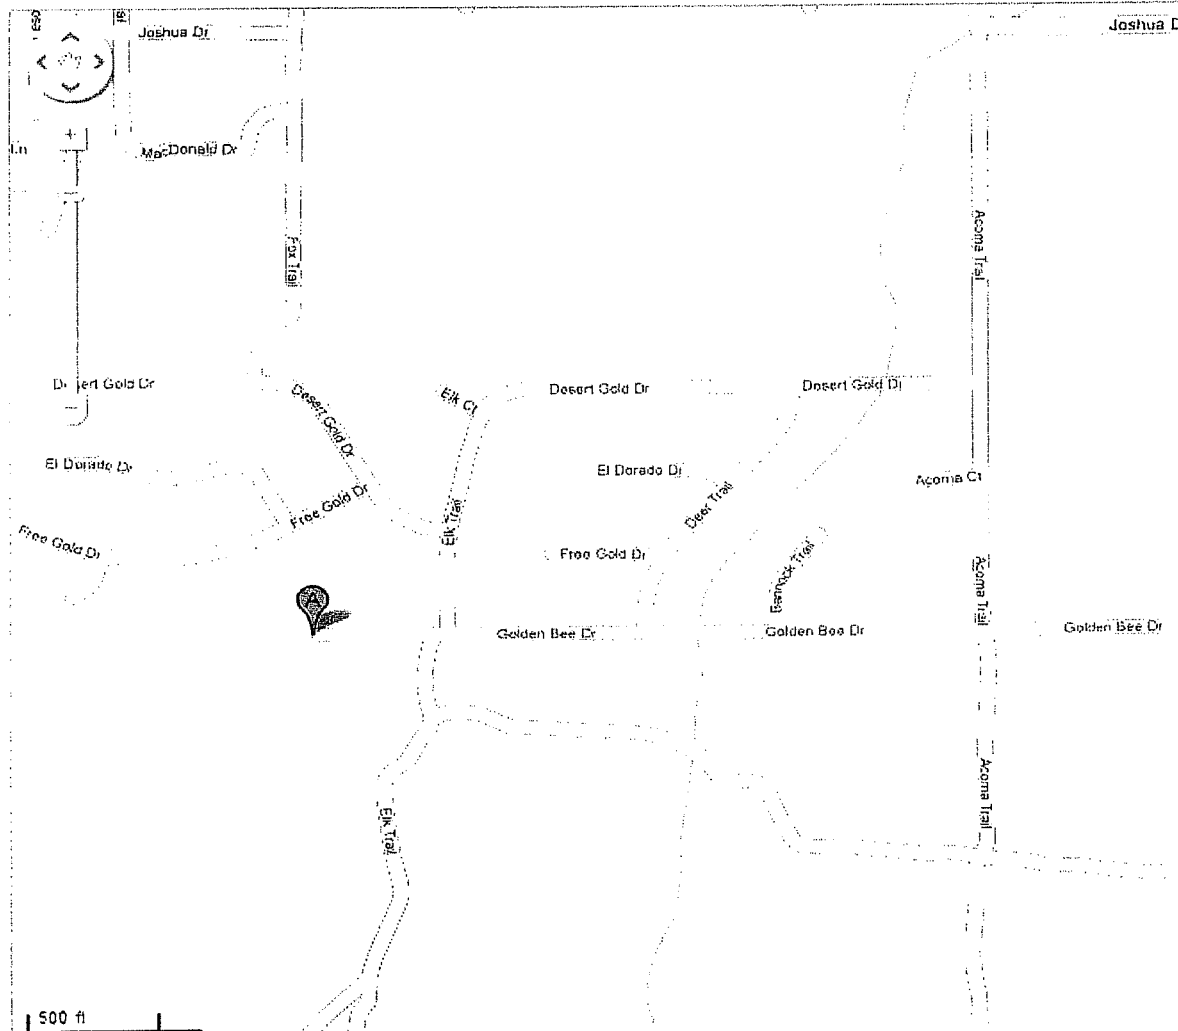 Joshua Dr
Joshua D
Ln
MacDonald Dr
Fox Trail
Acoma Trail
Desert Gold Dr
Desert Gold Dr
Elk Ct
Desert Gold Dr
Desert Gold Dr
El Dorado Dr
El Dorado Dr
Acoma Ct
Free Gold Dr
Elk Trail
Deer Trail
Free Gold Dr
Free Gold Dr
Bannock Trail
Acoma Trail
A
Golden Bee Dr
Golden Bee Dr
Golden Bee Dr
Acoma Trail
Elk Trail
500 ft